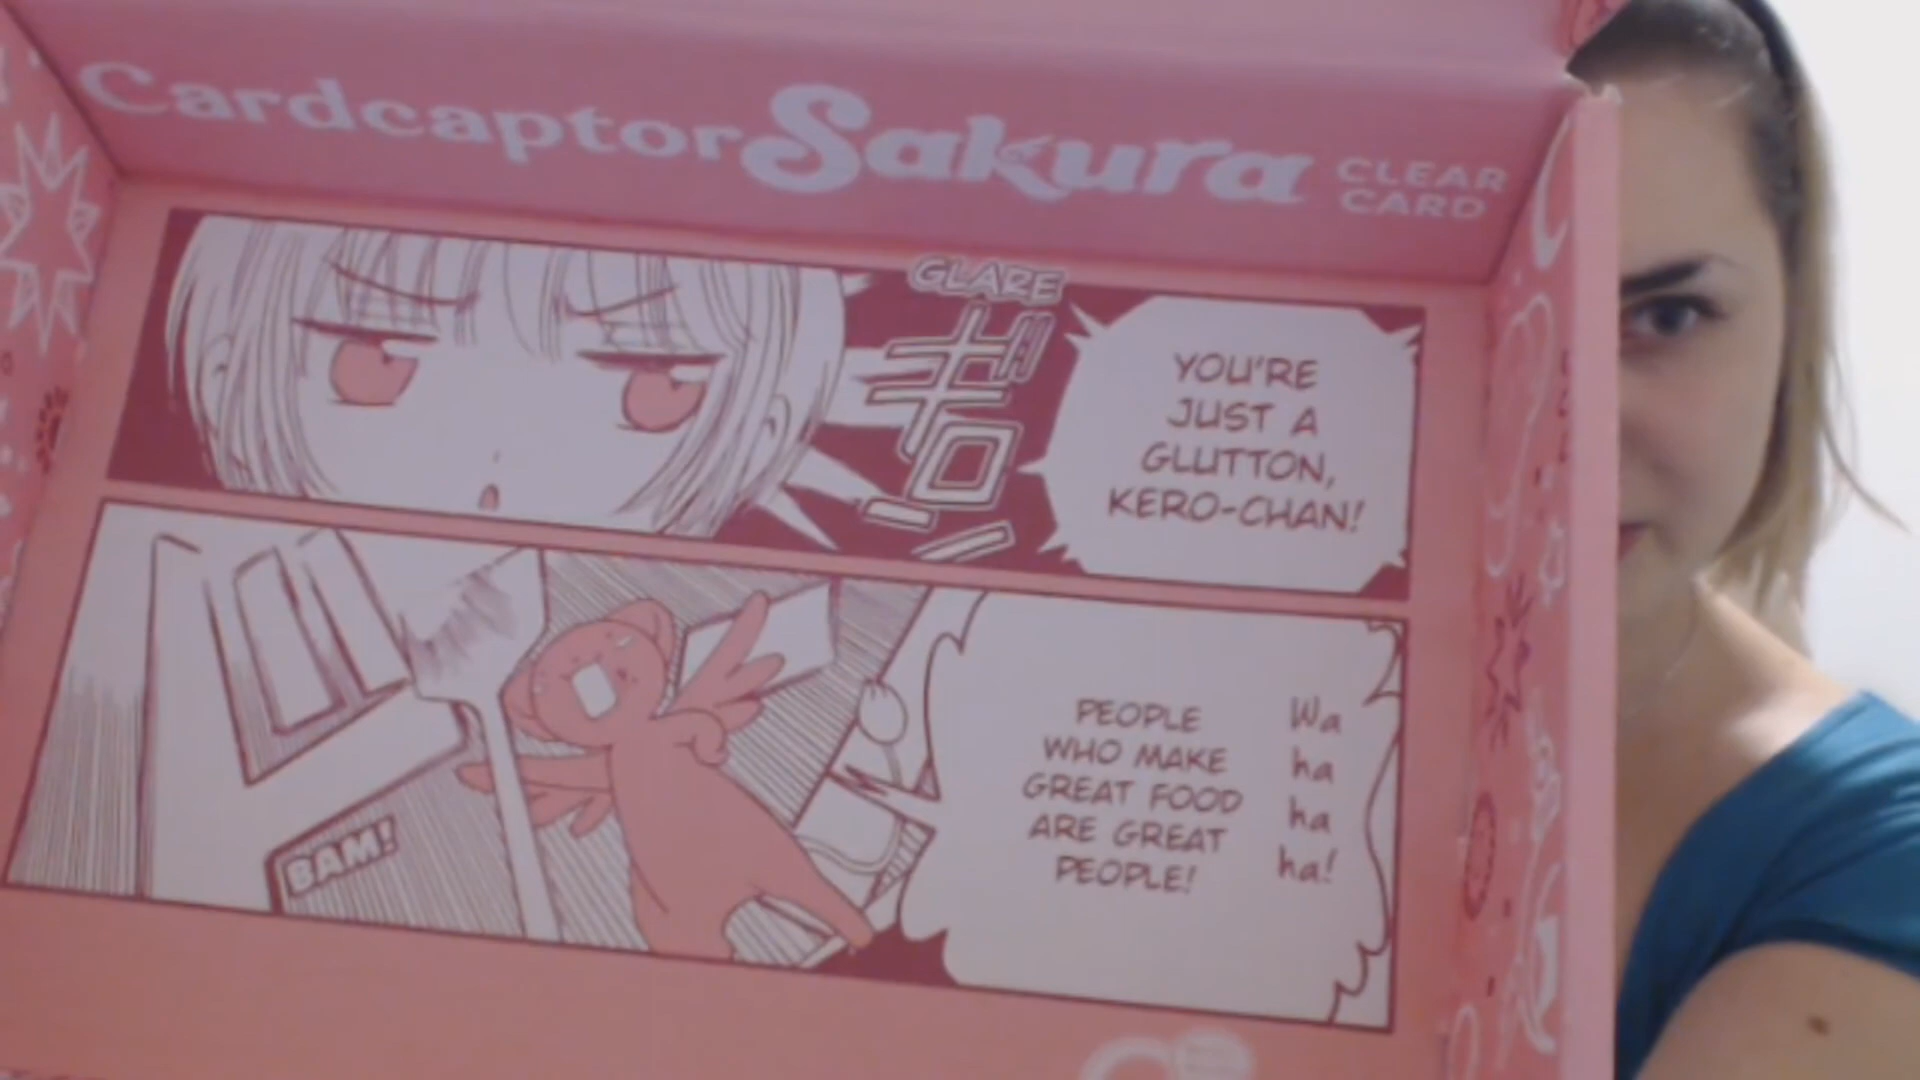 Cardcaptor Sakura CLEAR CARD
GLARE
ギロッ
YOU'RE
JUST A
GLUTTON,
KERO-CHAN!
BAM!
PEOPLE
WHO MAKE
GREAT FOOD
ARE GREAT
PEOPLE!
Wa
ha
ha
ha!